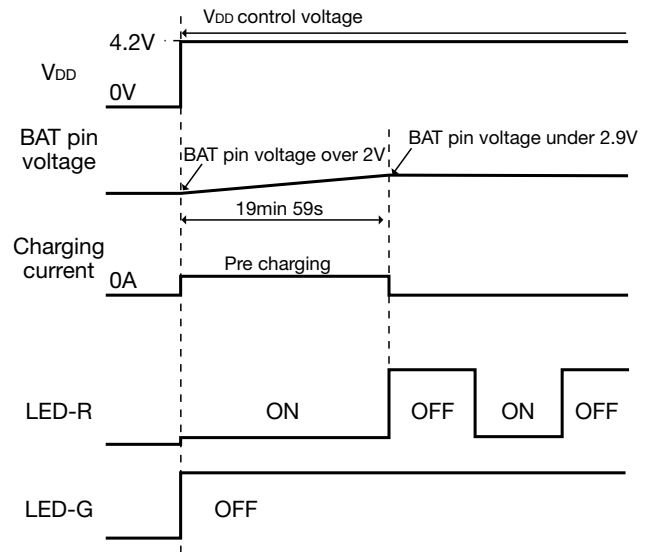 VDD control voltage
4.2V
VDD
0V
BAT pin
voltage
BAT pin voltage over 2V
BAT pin voltage under 2.9V
19min 59s
Charging
current
0A
Pre charging
LED-R
ON
OFF
ON
OFF
LED-G
OFF